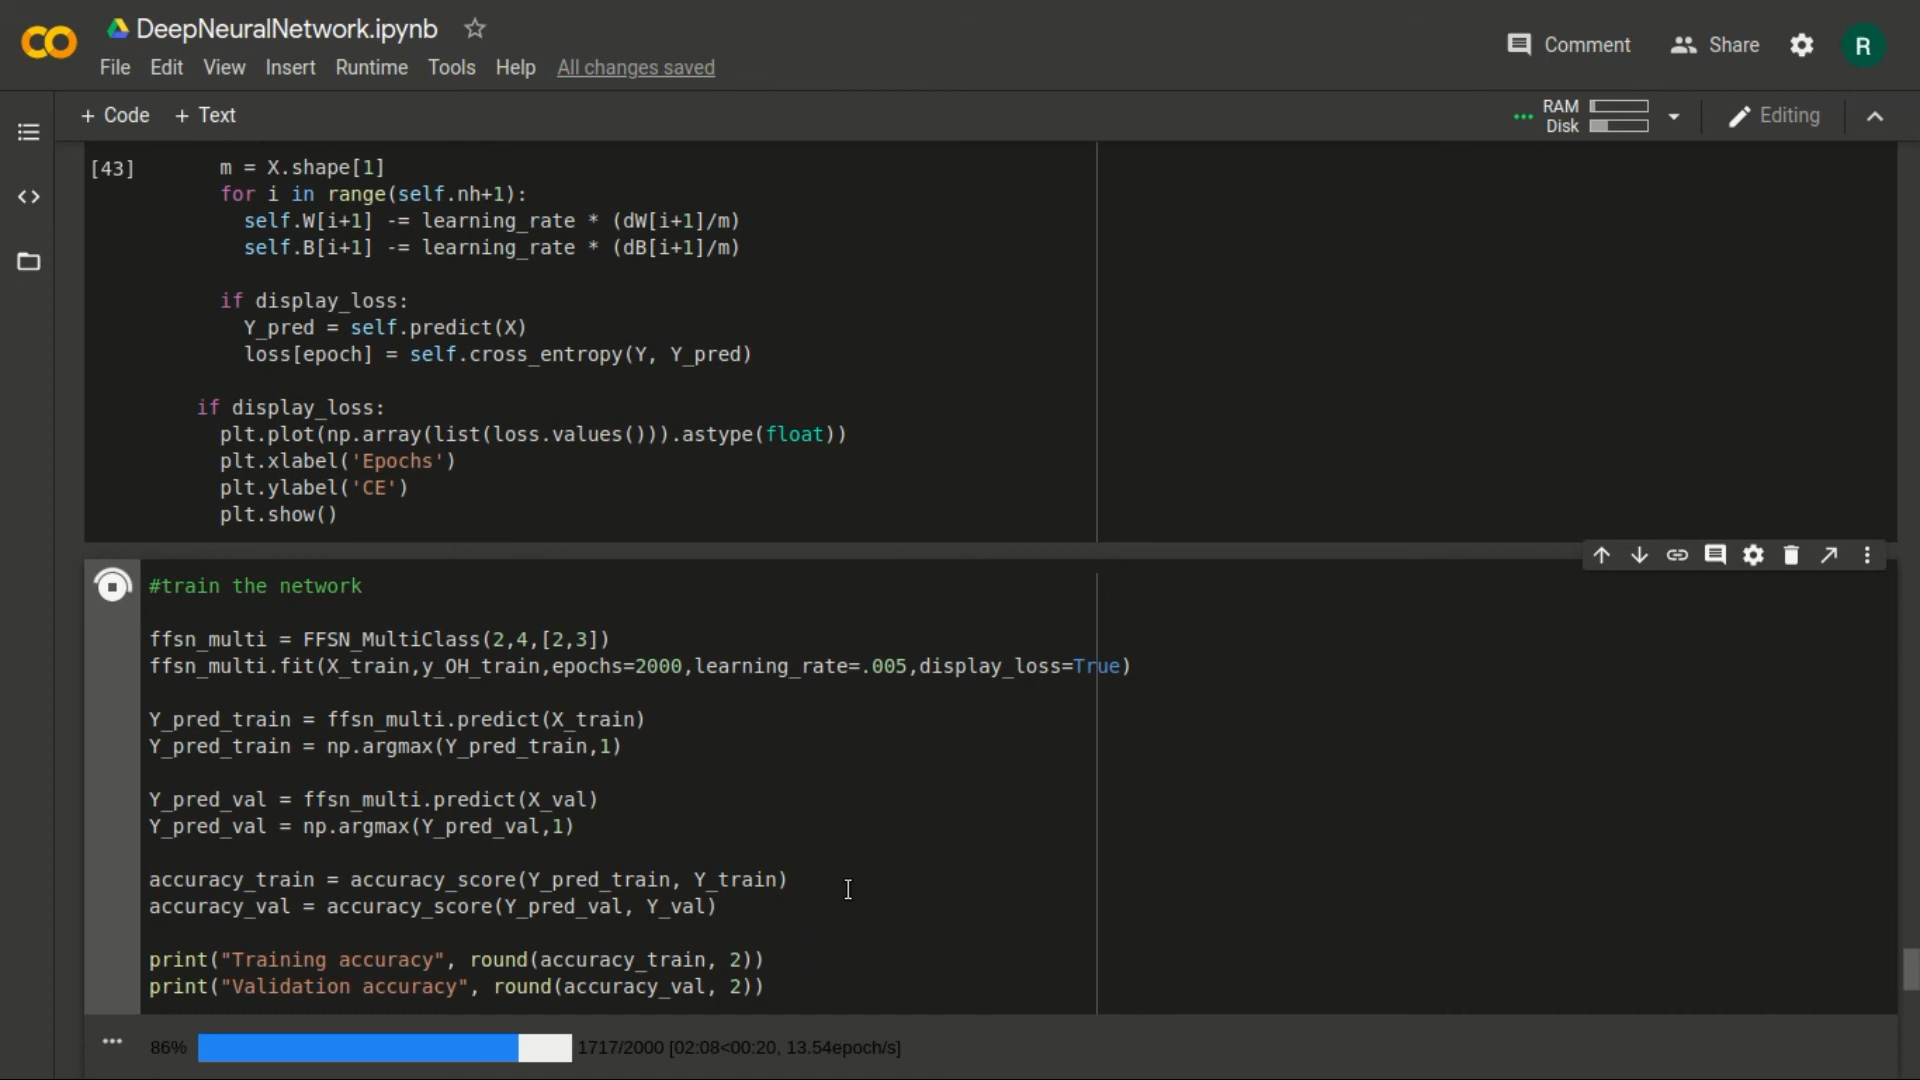 DeepNeuralNetwork.ipynb
Comment
Share
R
File Edit View Insert Runtime Tools Help All changes saved
+ Code + Text
RAM
Disk
Editing
[43]
m = X.shape[1]
for i in range(self.nh+1):
self.W[i+1] -= learning_rate * (dW[i+1]/m)
self.B[i+1] -= learning_rate * (dB[i+1]/m)
if display_loss:
Y_pred = self.predict(X)
loss[epoch] = self.cross_entropy(Y, Y_pred)
if display_loss:
plt.plot(np.array(list(loss.values())).astype(float))
plt.xlabel('Epochs')
plt.ylabel('CE')
plt.show()
#train the network
ffsn_multi = FFSN_MultiClass(2,4,[2,3])
ffsn_multi.fit(X_train,y_OH_train,epochs=2000,learning_rate=.005,display_loss=True)
Y_pred_train = ffsn_multi.predict(X_train)
Y_pred_train = np.argmax(Y_pred_train,1)
Y_pred_val = ffsn_multi.predict(X_val)
Y_pred_val = np.argmax(Y_pred_val,1)
accuracy_train = accuracy_score(Y_pred_train, Y_train)
accuracy_val = accuracy_score(Y_pred_val, Y_val)
print("Training accuracy", round(accuracy_train, 2))
print("Validation accuracy", round(accuracy_val, 2))
86% 1717/2000 [02:08<00:20, 13.54epoch/s]